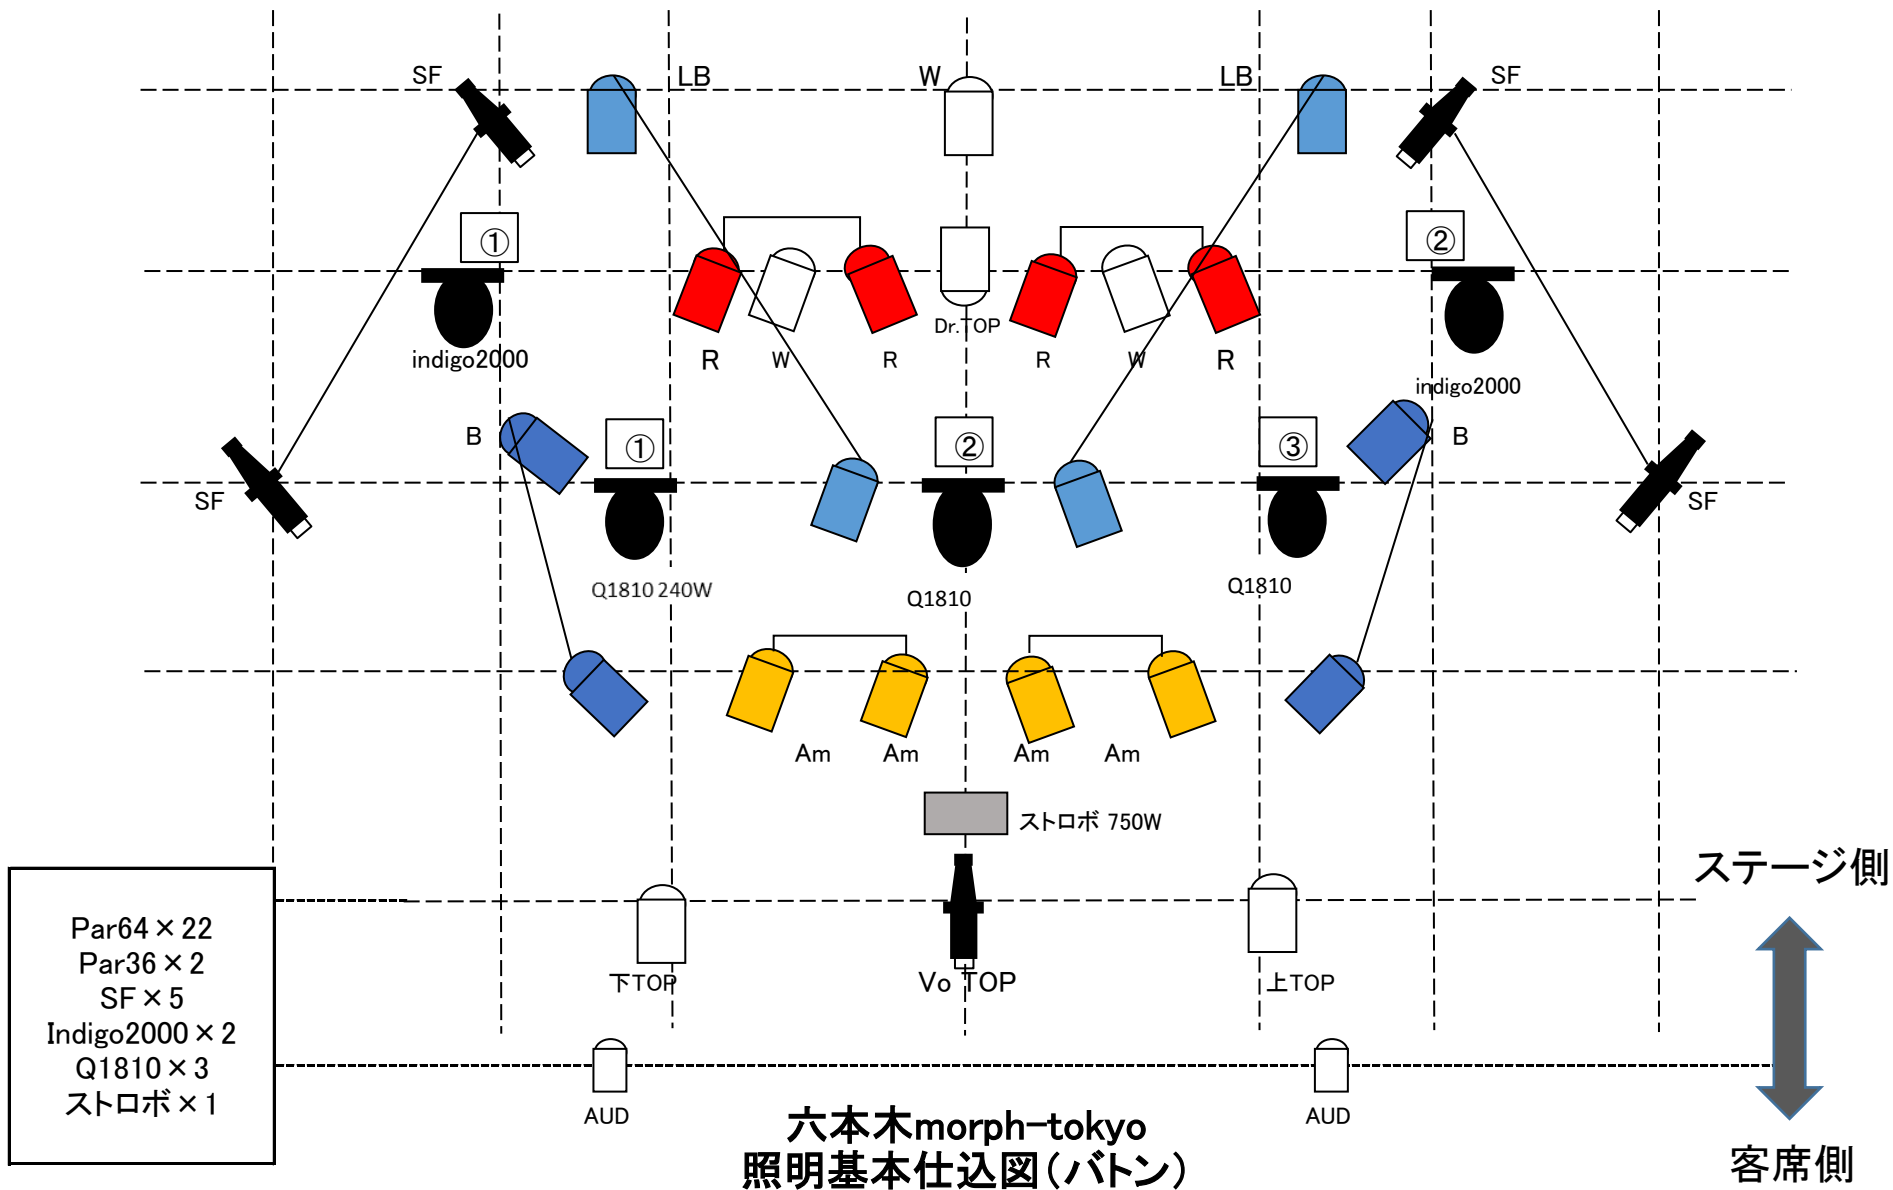 SF
LB
W
LB
SF
①
②
indigo2000
R
W
R
Dr.TOP
R
W
R
indigo2000
B
①
②
③
B
SF
SF
Q1810 240W
Q1810
Q1810
Am
Am
Am
Am
ストロボ 750W
ステージ側
Par64×22
Par36×2
SF×5
Indigo2000×2
Q1810×3
ストロボ×1
下TOP
Vo TOP
上TOP
AUD
AUD
六本木morph-tokyo
照明基本仕込図(バトン)
客席側